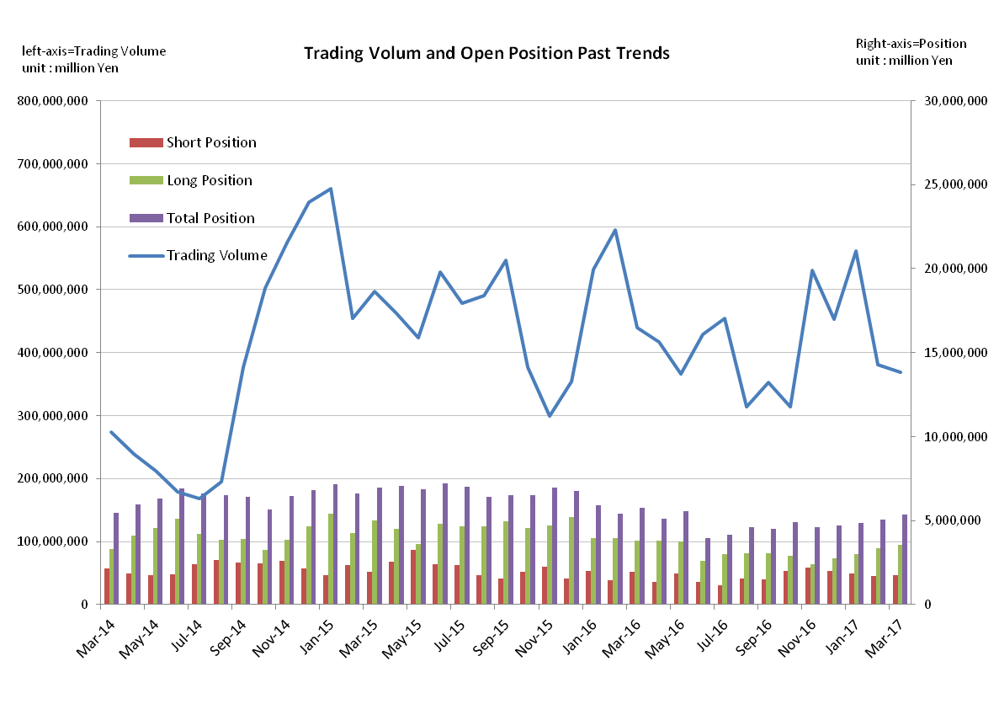 left-axis=Trading Volume
unit : million Yen
Trading Volum and Open Position Past Trends
Right-axis=Position
unit : million Yen
800,000,000
700,000,000
600,000,000
500,000,000
400,000,000
300,000,000
200,000,000
100,000,000
0
Short Position
Long Position
Total Position
Trading Volume
30,000,000
25,000,000
20,000,000
15,000,000
10,000,000
5,000,000
0
Mar-14
May-14
Jul-14
Sep-14
Nov-14
Jan-15
Mar-15
May-15
Jul-15
Sep-15
Nov-15
Jan-16
Mar-16
May-16
Jul-16
Sep-16
Nov-16
Jan-17
Mar-17